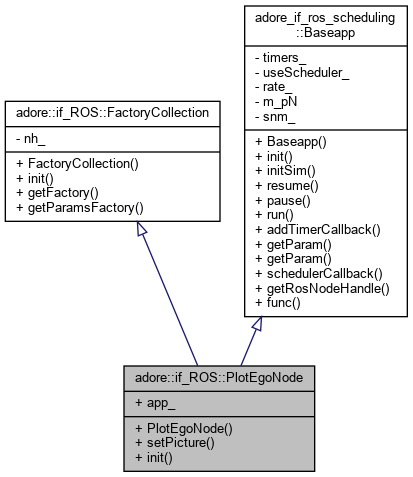 adore_if_ros_scheduling
::Baseapp
- timers_
- useScheduler_
- rate_
- m_pN
- snm_
+ Baseapp()
+ init()
+ initSim()
+ resume()
+ pause()
+ run()
+ addTimerCallback()
+ getParam()
+ getParam()
+ schedulerCallback()
+ getRosNodeHandle()
+ func()
adore::if_ROS::FactoryCollection
- nh_
+ FactoryCollection()
+ init()
+ getFactory()
+ getParamsFactory()
adore::if_ROS::PlotEgoNode
+ app_
+ PlotEgoNode()
+ setPicture()
+ init()